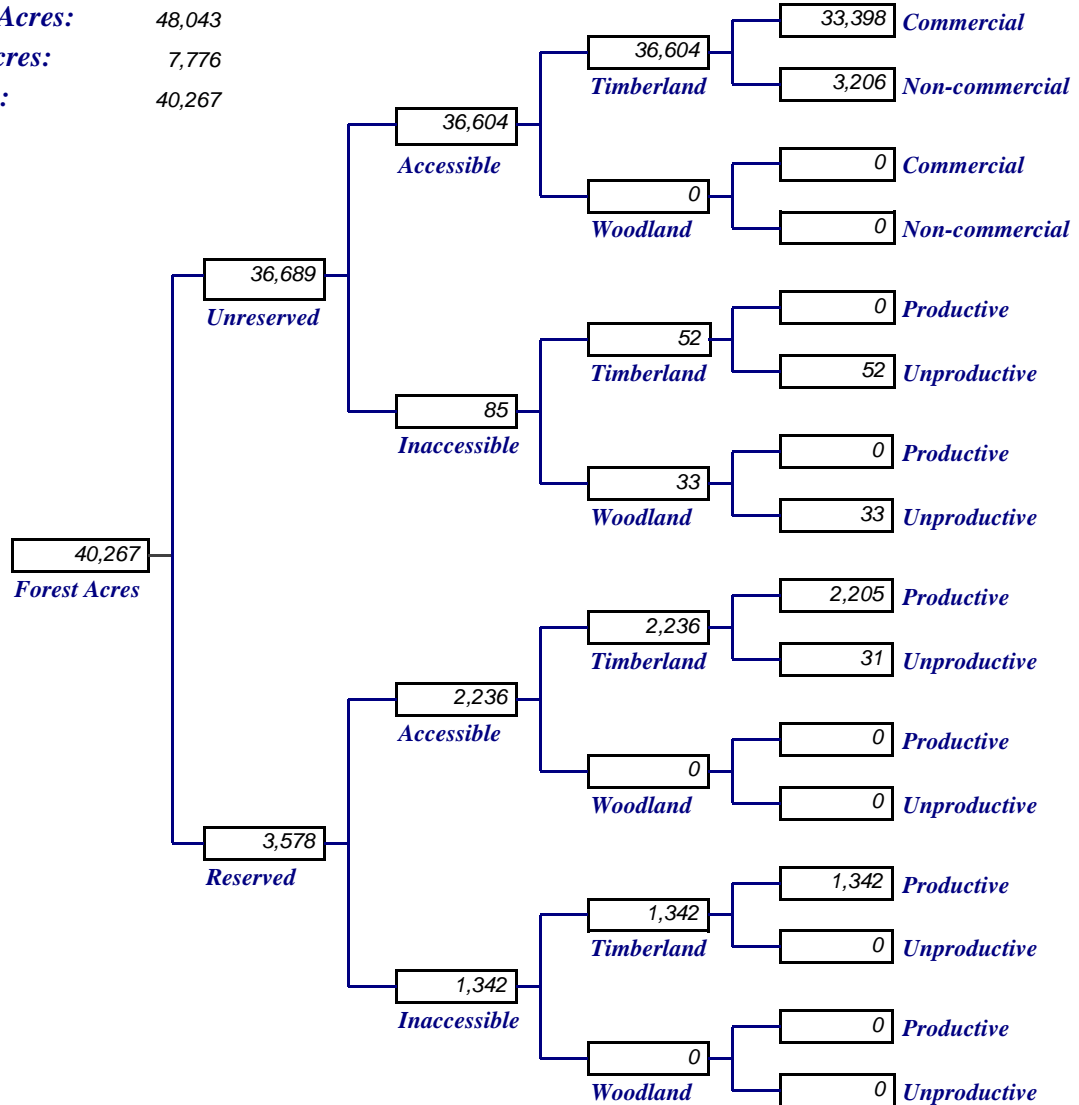 Acres: 48,043
cres: 7,776
: 40,267
33,398 Commercial
36,604
Timberland
3,206 Non-commercial
36,604
Accessible
0 Commercial
0
Woodland
0 Non-commercial
36,689
Unreserved
0 Productive
52
Timberland
52 Unproductive
85
Inaccessible
0 Productive
33
Woodland
33 Unproductive
40,267
Forest Acres
2,205 Productive
2,236
Timberland
31 Unproductive
2,236
Accessible
0 Productive
0
Woodland
0 Unproductive
3,578
Reserved
1,342 Productive
1,342
Timberland
0 Unproductive
1,342
Inaccessible
0 Productive
0
Woodland
0 Unproductive